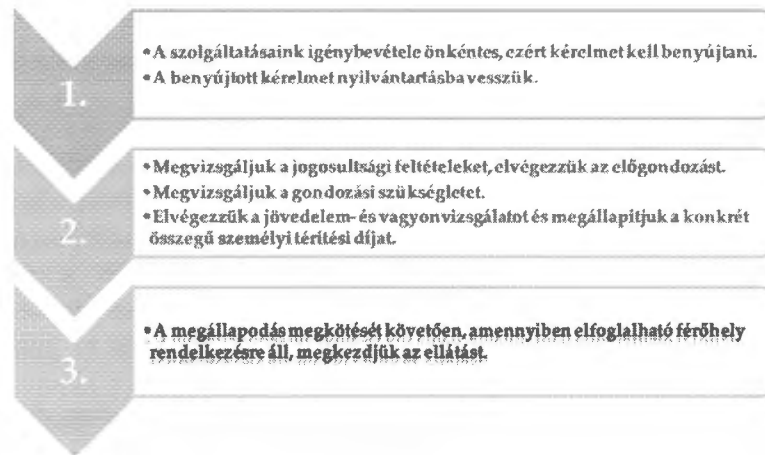 1.
• A szolgáltatásaink igénybevétele önkéntes, ezért kérelmet kell benyújtani.
• A benyújtott kérelmet nyilvántartásba vesszük.
2.
• Megvizsgáljuk a jogosultsági feltételeket, elvégezzük az előgondozást.
• Megvizsgáljuk a gondozási szükségletet.
• Elvégezzük a jövedelem- és vagyonvizsgálatot és megállapítjuk a konkrét
összegű személyi térítési díjat.
3.
• A megállapodás megkötését követően, amennyiben elfoglalható férőhely
rendelkezésre áll, megkezdjük az ellátást.